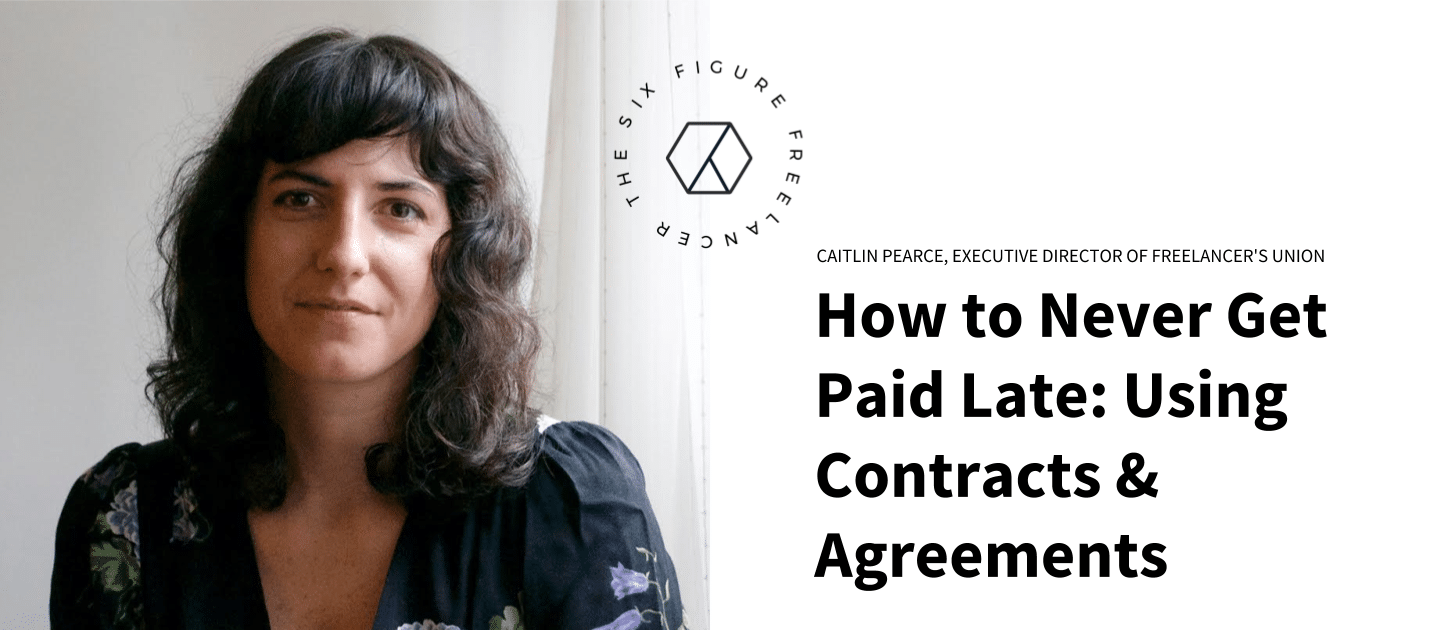 THE SIX FIGURE FREELANCER
CAITLIN PEARCE, EXECUTIVE DIRECTOR OF FREELANCER'S UNION
How to Never Get
Paid Late: Using
Contracts &
Agreements